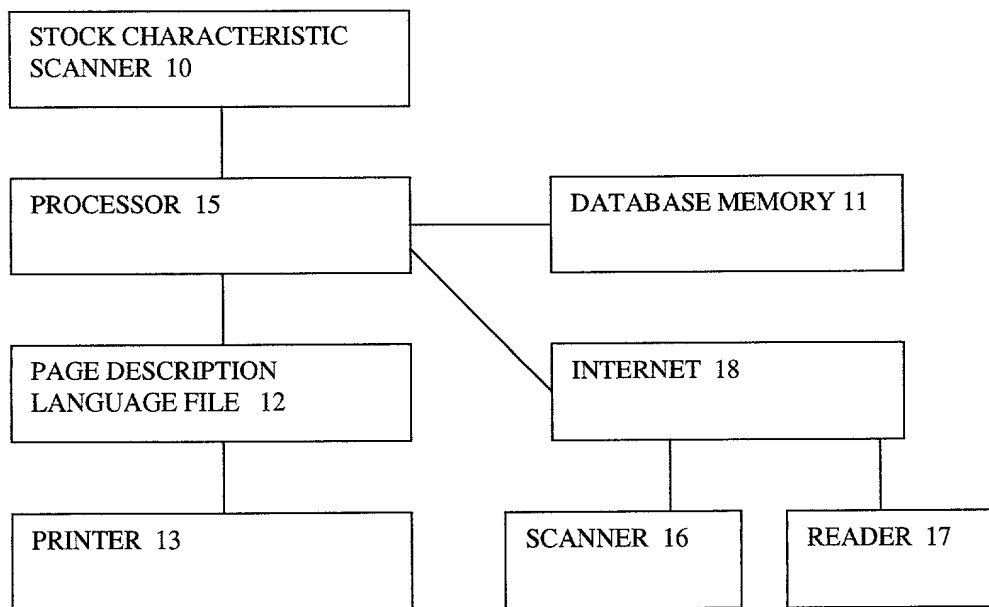 STOCK CHARACTERISTIC
SCANNER 10
PROCESSOR 15
DATABASE MEMORY 11
PAGE DESCRIPTION
LANGUAGE FILE 12
INTERNET 18
PRINTER 13
SCANNER 16
READER 17